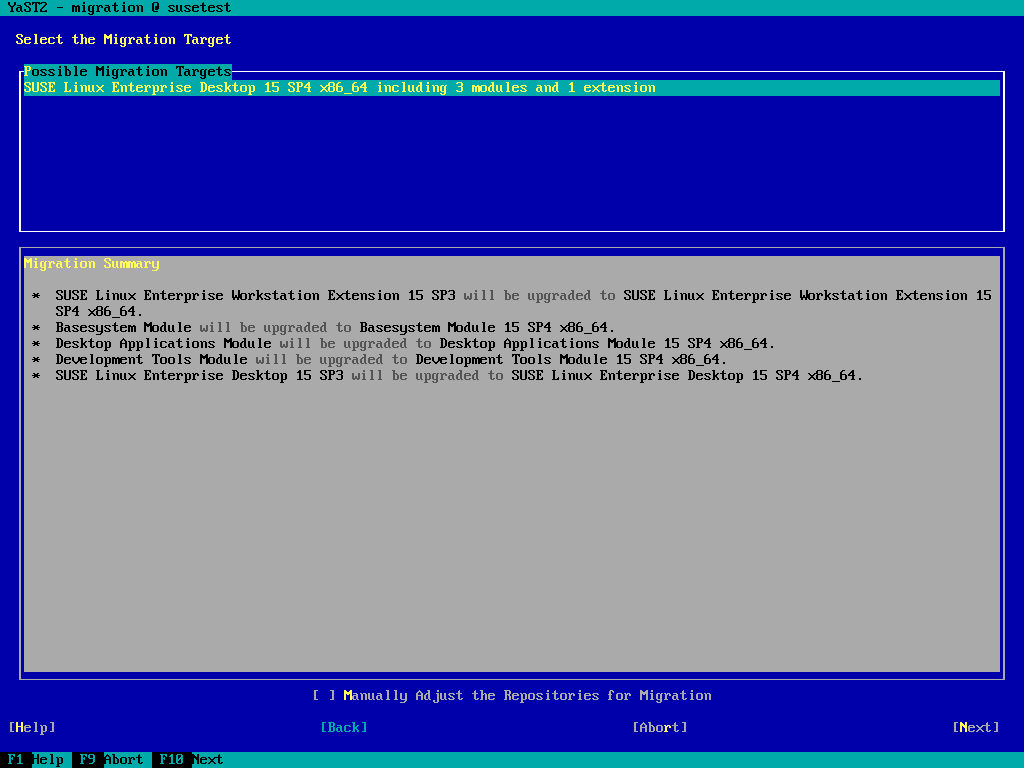 YaST2 - migration @ susetest
Select the Migration Target
Possible Migration Targets
SUSE Linux Enterprise Desktop 15 SP4 x86_64 including 3 modules and 1 extension
Migration Summary
* SUSE Linux Enterprise Workstation Extension 15 SP3 will be upgraded to SUSE Linux Enterprise Workstation Extension 15
SP4 x86_64.
* Basesystem Module will be upgraded to Basesystem Module 15 SP4 x86_64.
* Desktop Applications Module will be upgraded to Desktop Applications Module 15 SP4 x86_64.
* Development Tools Module will be upgraded to Development Tools Module 15 SP4 x86_64.
* SUSE Linux Enterprise Desktop 15 SP3 will be upgraded to SUSE Linux Enterprise Desktop 15 SP4 x86_64.
[ ] Manually Adjust the Repositories for Migration
[Help] [Back] [Abort] [Next]
F1 Help F9 Abort F10 Next